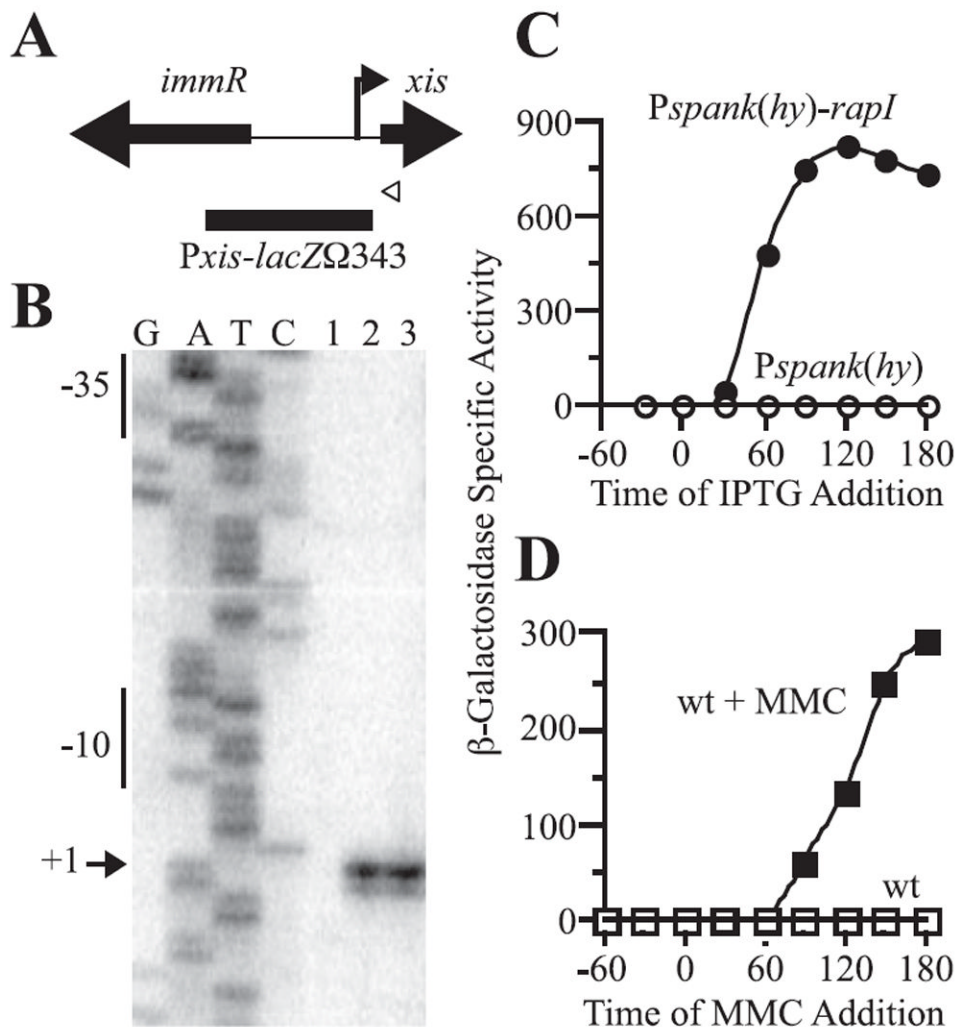 A
immR xis
Pxis-lacZΩ343
B
G A T C 1 2 3
-35
-10
+1
β-Galactosidase Specific Activity
C
Pspank(hy)-rapI
900
600
300
0
Pspank(hy)
-60 0 60 120 180
Time of IPTG Addition
D
300
200
100
0
wt + MMC
wt
-60 0 60 120 180
Time of MMC Addition